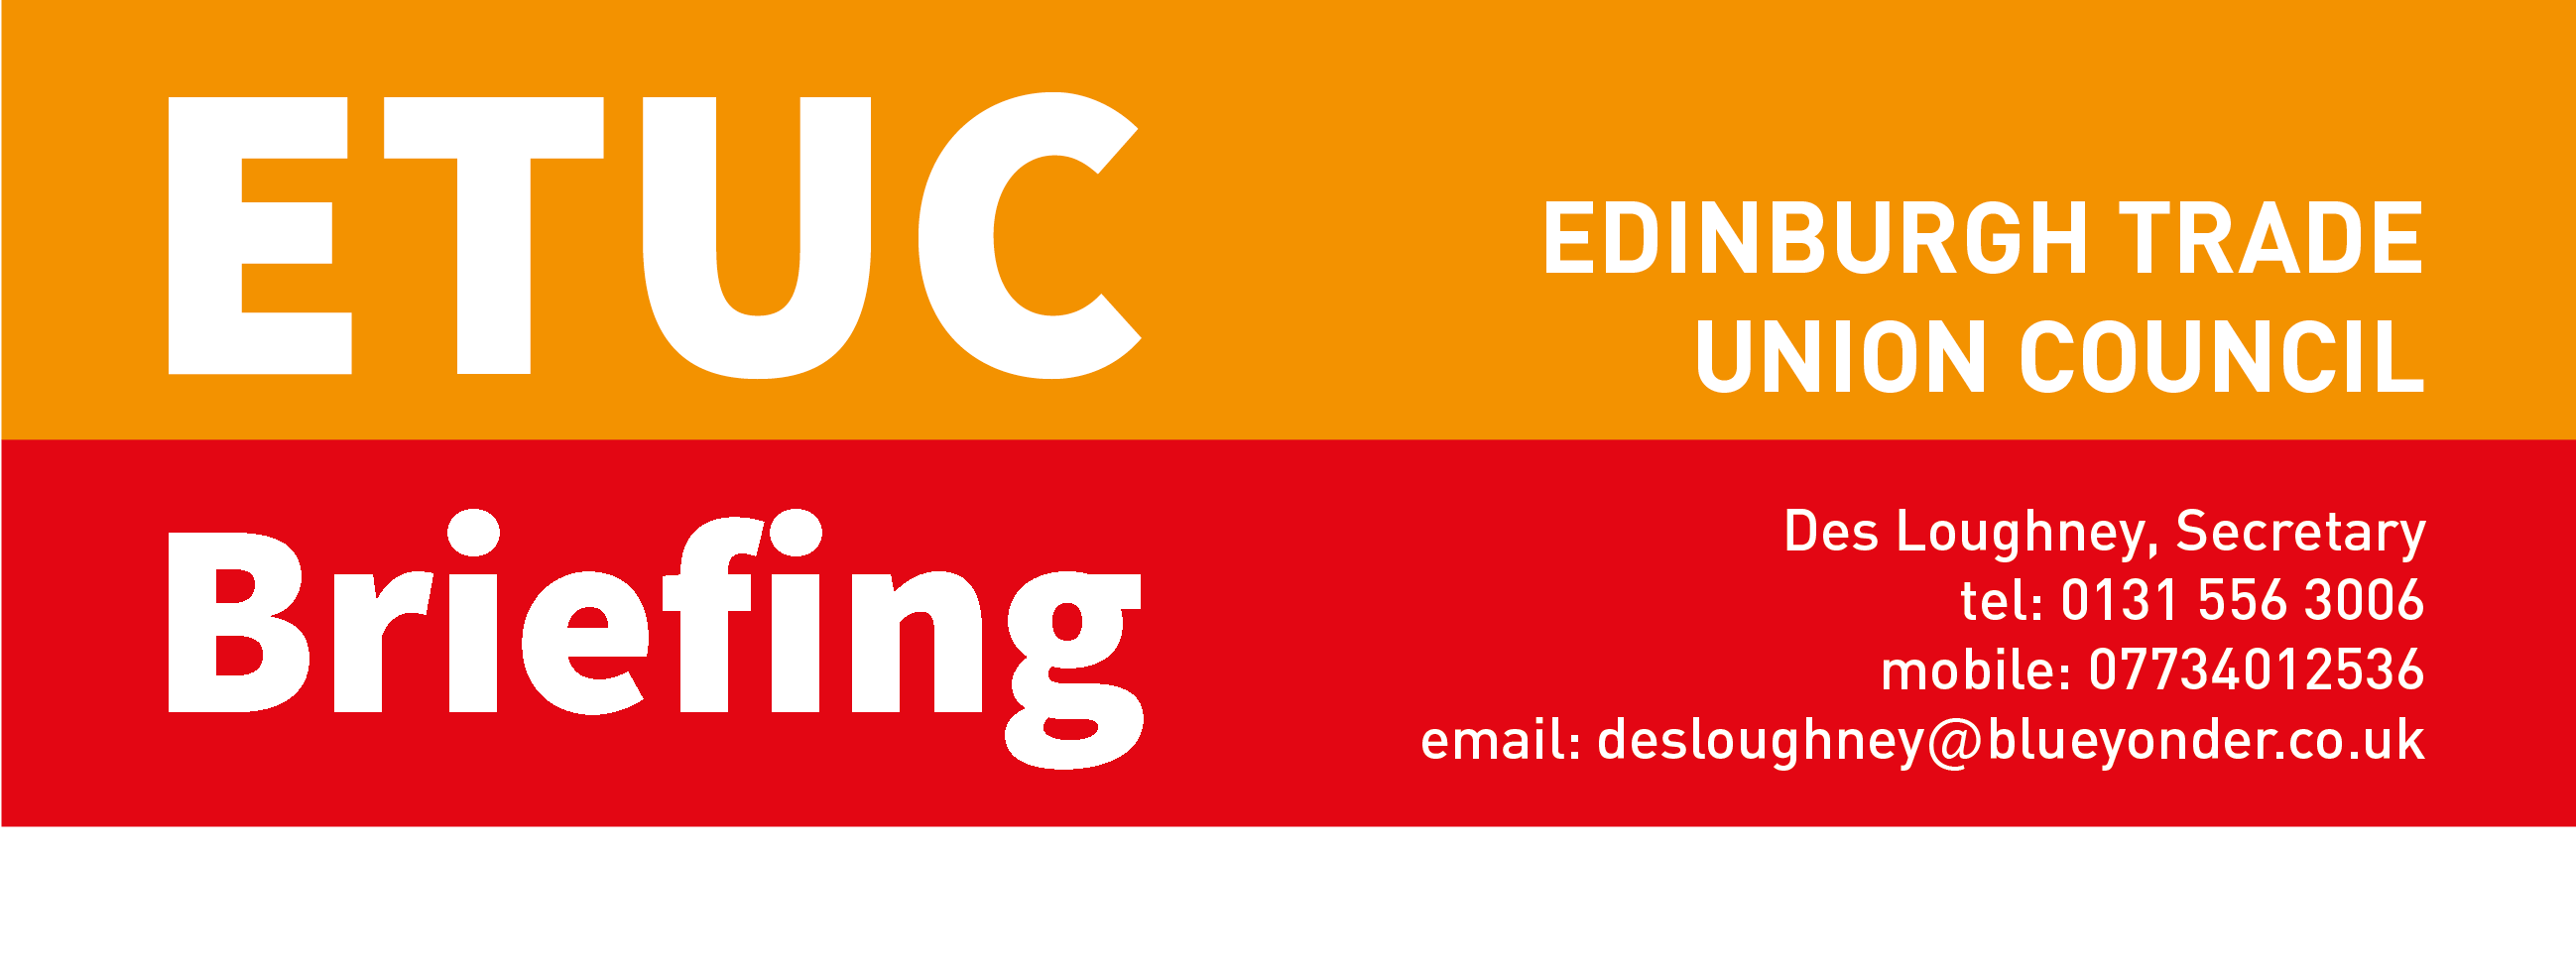 ETUC
EDINBURGH TRADE
UNION COUNCIL
Briefing
Des Loughney, Secretary
tel: 0131 556 3006
mobile: 07734012536
email: desloughney@blueyonder.co.uk